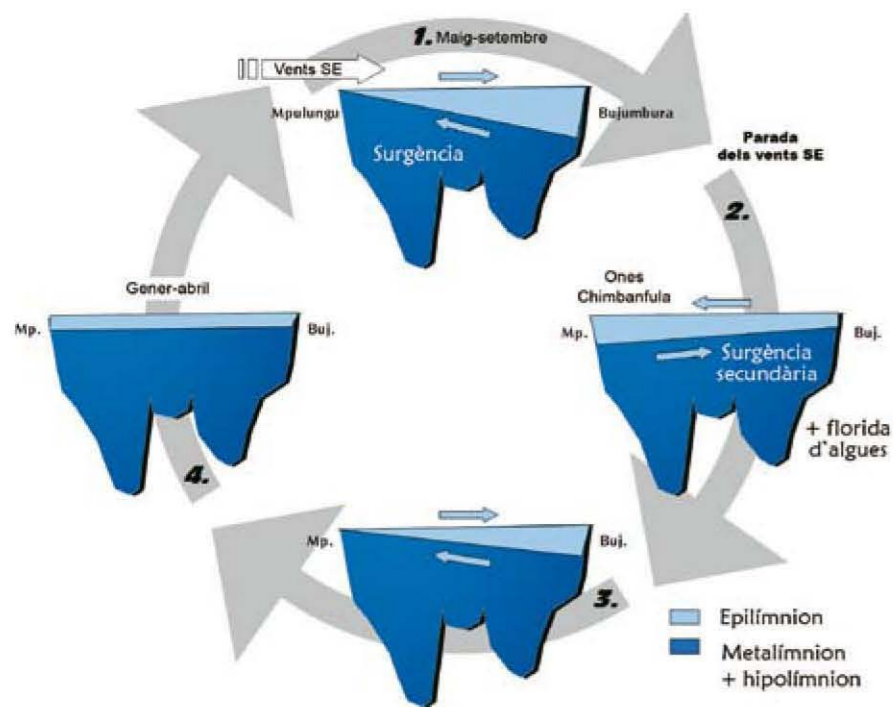 1. Maig-setembre
Vents SE
Mpulungu
Bujumbura
Surgència
Parada
dels vents SE
2.
Ones
Chimbanfula
Mp.
Buj.
Surgència
secundària
+ florida
d'algues
3.
Mp.
Buj.
4.
Gener-abril
Mp.
Buj.
Epilímnion
Metalímnion
+ hipolímnion